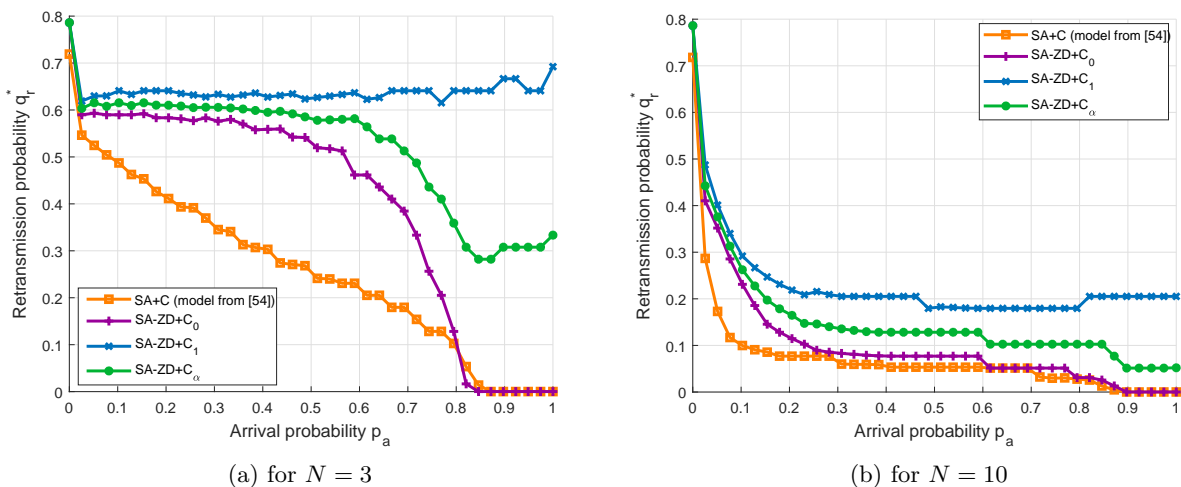 0.8
0.7
0.6
0.5
0.4
0.3
0.2
0.1
0
Retransmission probability q_r^*
SA+C (model from [54])
SA-ZD+C_0
SA-ZD+C_1
SA-ZD+C_α
0 0.1 0.2 0.3 0.4 0.5 0.6 0.7 0.8 0.9 1
Arrival probability p_a
(a) for N = 3
0.8
0.7
0.6
0.5
0.4
0.3
0.2
0.1
0
Retransmission probability q_r^*
SA+C (model from [54])
SA-ZD+C_0
SA-ZD+C_1
SA-ZD+C_α
0 0.1 0.2 0.3 0.4 0.5 0.6 0.7 0.8 0.9 1
Arrival probability p_a
(b) for N = 10